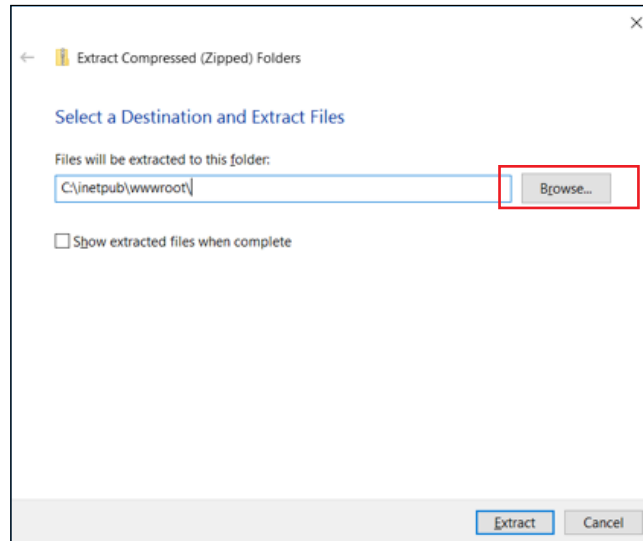 Extract Compressed (Zipped) Folders
Select a Destination and Extract Files
Files will be extracted to this folder:
C:\inetpub\wwwroot\
Browse...
Show extracted files when complete
Extract Cancel